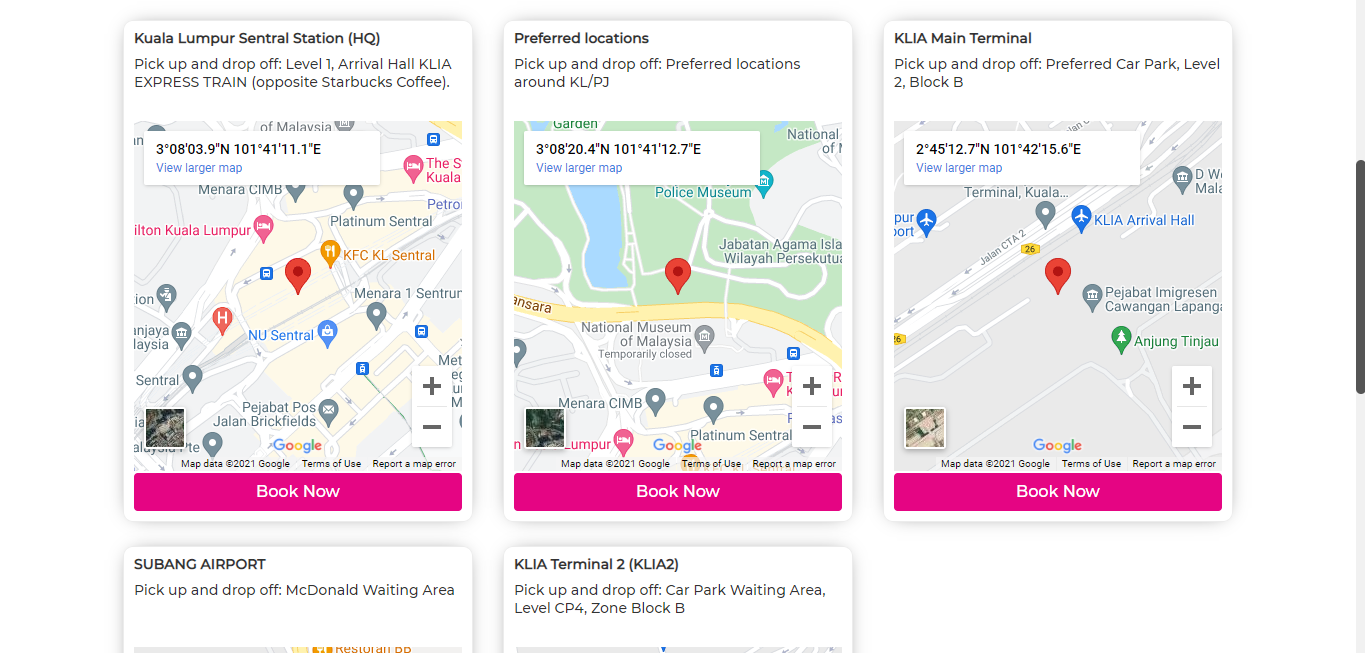 Kuala Lumpur Sentral Station (HQ)
Pick up and drop off: Level 1, Arrival Hall KLIA
EXPRESS TRAIN (opposite Starbucks Coffee).
of Malaysia
3°08'03.9"N 101°41'11.1"E
View larger map
The S
Kuala
Menara CIMB
Petron
Platinum Sentral
ilton Kuala Lumpur
KFC KL Sentral
Menara 1 Sentrum
tion
H
anjaya
laysia
NU Sentral
Met
Sentral
Pejabat Pos
Jalan Brickfields
alaysia Pte
Google
Map data ©2021 Google
Terms of Use
Report a map error
Book Now
Preferred locations
Pick up and drop off: Preferred locations
around KL/PJ
Garden
3°08'20.4"N 101°41'12.7"E
View larger map
National
of M
Police Museum
Jabatan Agama Isla
Wilayah Persekutua
ansara
National Museum
of Malaysia
Temporarily closed
Menara CIMB
Lumpur
Platinum Sentral
Google
Map data ©2021 Google
Terms of Use
Report a map error
Book Now
KLIA Main Terminal
Pick up and drop off: Preferred Car Park, Level
2, Block B
2°45'12.7"N 101°42'15.6"E
View larger map
D We
Mala
Terminal, Kuala...
pur
port
KLIA Arrival Hall
Jalan CTA 2
26
Pejabat Imigresen
Cawangan Lapanga
26
Anjung Tinjau
Google
Map data ©2021 Google
Terms of Use
Report a map error
Book Now
SUBANG AIRPORT
Pick up and drop off: McDonald Waiting Area
Restoran BB
KLIA Terminal 2 (KLIA2)
Pick up and drop off: Car Park Waiting Area,
Level CP4, Zone Block B